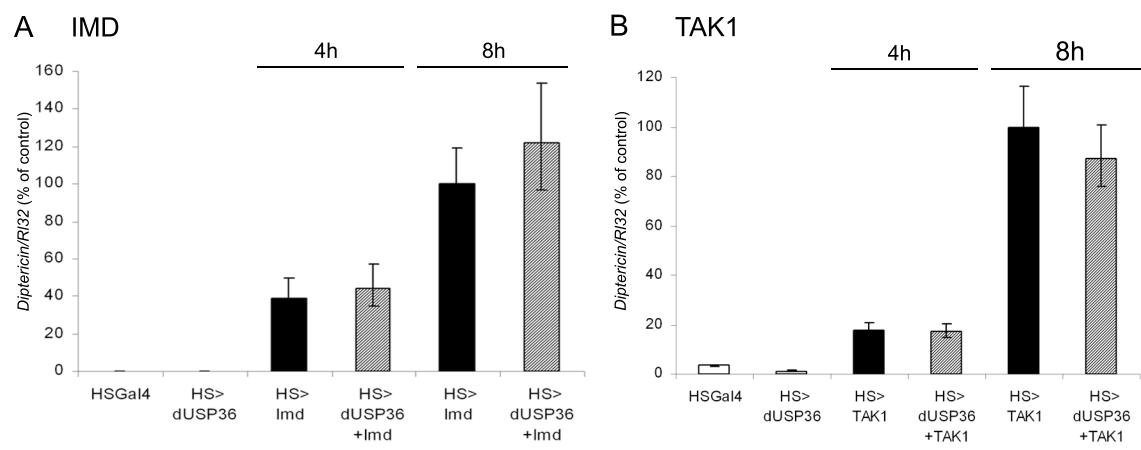 A IMD
4h 8h
Diptericin/Rl32 (% of control)
160
140
120
100
80
60
40
20
0
HSGal4 HS> HS> HS> HS> HS>
dUSP36 Imd dUSP36 Imd dUSP36
+Imd +Imd
B TAK1
4h 8h
Diptericin/Rl32 (% of control)
120
100
80
60
40
20
0
HSGal4 HS> HS> HS> HS> HS>
dUSP36 TAK1 dUSP36 TAK1 dUSP36
+TAK1 +TAK1